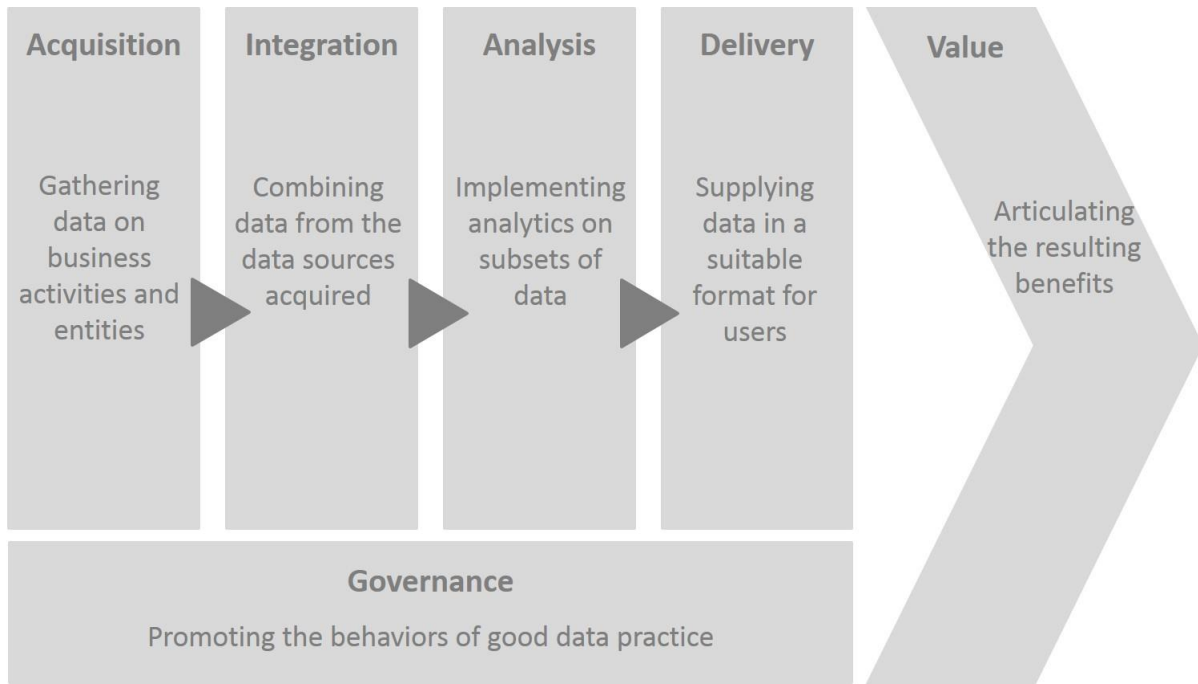 Acquisition
Gathering
data on
business
activities and
entities
Integration
Combining
data from the
data sources
acquired
Analysis
Implementing
analytics on
subsets of
data
Delivery
Supplying
data in a
suitable
format for
users
Value
Articulating
the resulting
benefits
Governance
Promoting the behaviors of good data practice